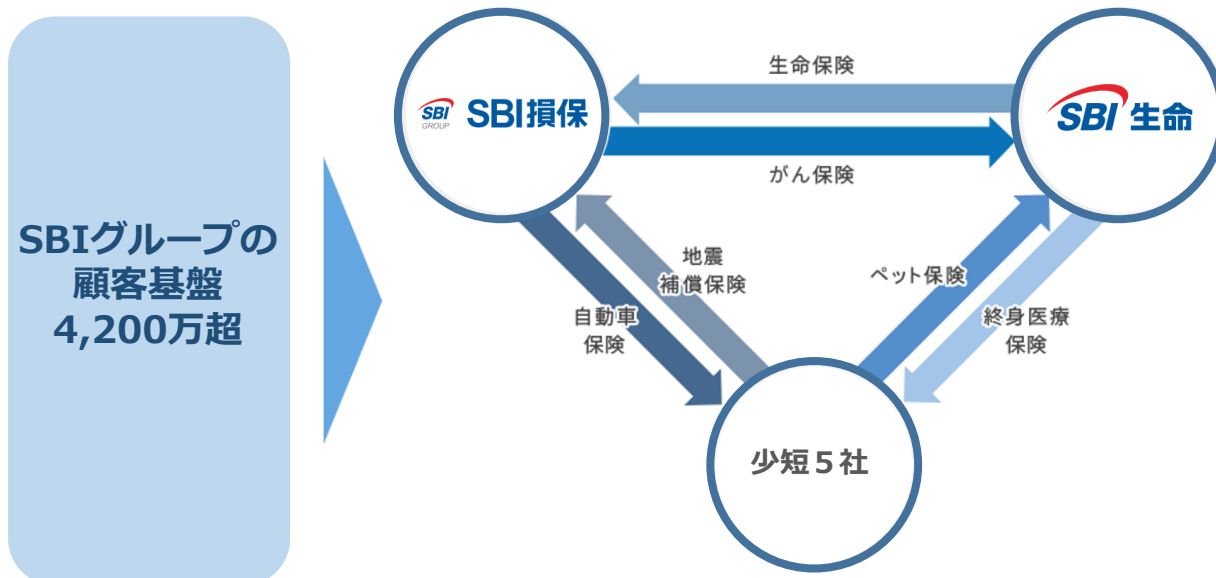 SBIグループの
顧客基盤
4,200万超
SBI
GROUP
SBI損保
生命保険
がん保険
SBI生命
地震
補償保険
自動車
保険
ペット保険
終身医療
保険
少短５社